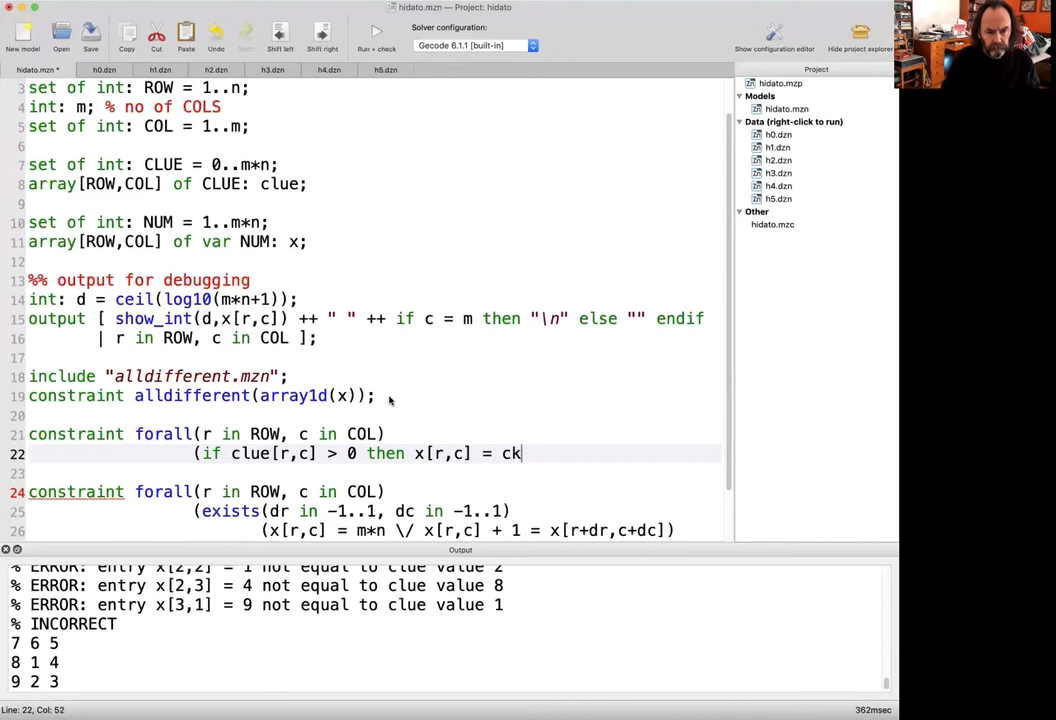 hidato.mzn — Project: hidato
Solver configuration:
New model Open Save Copy Cut Paste Undo Redo Shift left Shift right Run + check Gecode 6.1.1 [built-in] Show configuration editor Hide project explorer
hidato.mzn * h0.dzn h1.dzn h2.dzn h3.dzn h4.dzn h5.dzn
Project
3 set of int: ROW = 1..n;
4 int: m; % no of COLS
5 set of int: COL = 1..m;
6
7 set of int: CLUE = 0..m*n;
8 array[ROW,COL] of CLUE: clue;
9
10 set of int: NUM = 1..m*n;
11 array[ROW,COL] of var NUM: x;
12
13 %% output for debugging
14 int: d = ceil(log10(m*n+1));
15 output [ show_int(d,x[r,c]) ++ " " ++ if c = m then "\n" else "" endif
16 | r in ROW, c in COL ];
17
18 include "alldifferent.mzn";
19 constraint alldifferent(array1d(x));
20
21 constraint forall(r in ROW, c in COL)
22 (if clue[r,c] > 0 then x[r,c] = ck
24 constraint forall(r in ROW, c in COL)
25 (exists(dr in -1..1, dc in -1..1)
26 (x[r,c] = m*n \/ x[r,c] + 1 = x[r+dr,c+dc])
hidato.mzp
Models
hidato.mzn
Data (right-click to run)
h0.dzn
h1.dzn
h2.dzn
h3.dzn
h4.dzn
h5.dzn
Other
hidato.mzc
Output
% ERROR: entry x[2,2] = 1 not equal to clue value 2
% ERROR: entry x[2,3] = 4 not equal to clue value 8
% ERROR: entry x[3,1] = 9 not equal to clue value 1
% INCORRECT
7 6 5
8 1 4
9 2 3
Line: 22, Col: 52
362msec